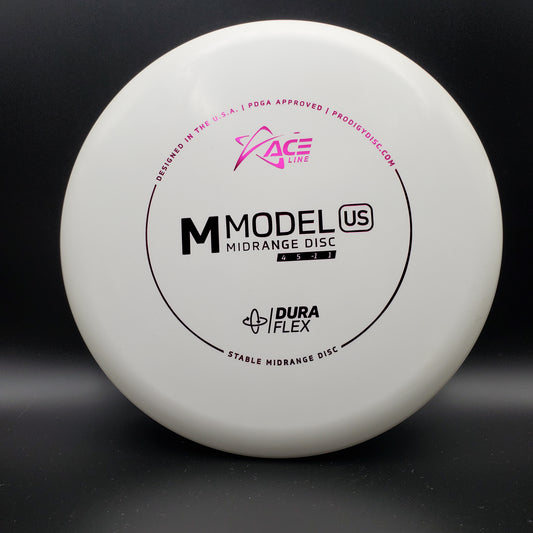 DESIGNED IN THE U.S.A. | PDGA APPROVED | PRODIGYDISC.COM
ACE
LINE
M MODEL US
MIDRANGE DISC
4 5 -1 1
DURA
FLEX
STABLE MIDRANGE DISC